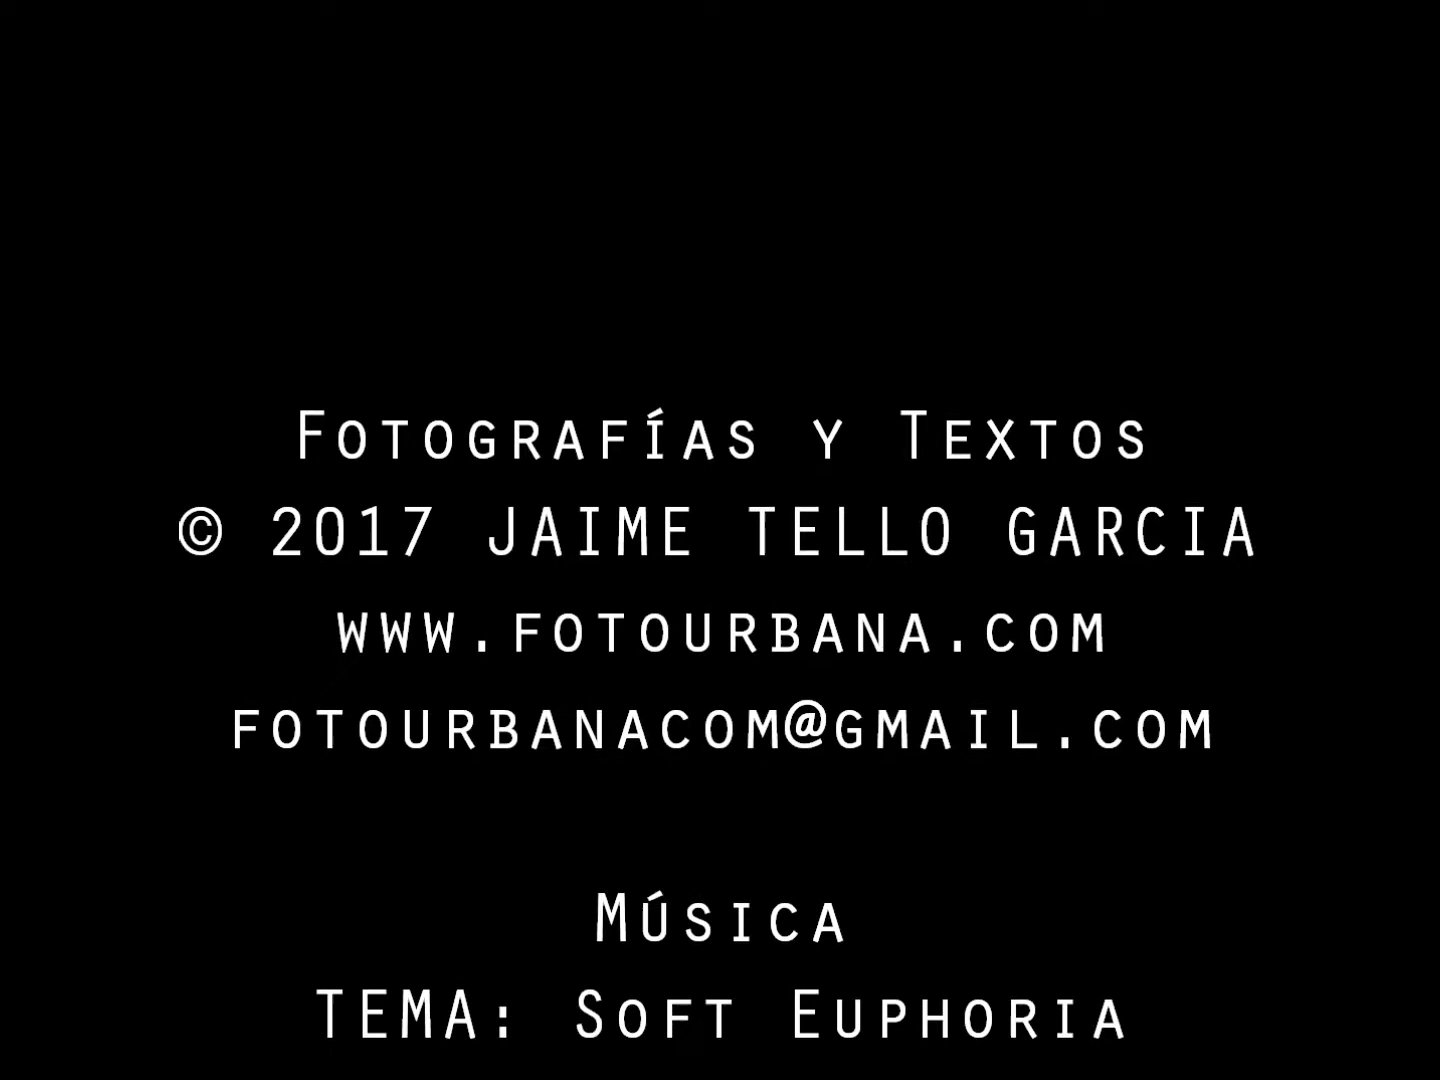 Fotografías y Textos
© 2017 JAIME TELLO GARCIA
www.fotourbana.com
fotourbanacom@gmail.com
Música
TEMA: Soft Euphoria